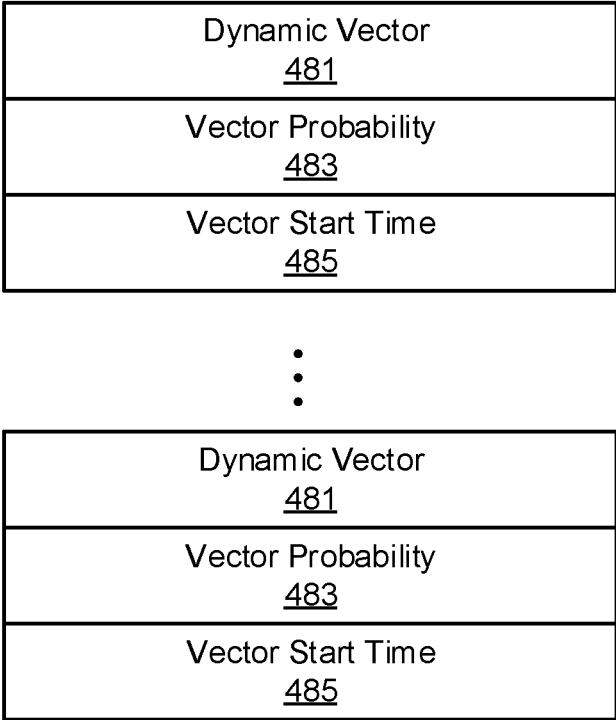 Dynamic Vector
481
Vector Probability
483
Vector Start Time
485
Dynamic Vector
481
Vector Probability
483
Vector Start Time
485